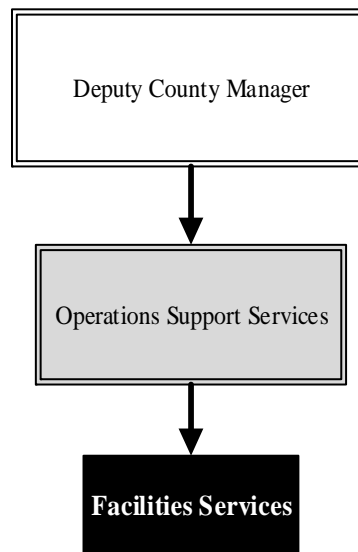 Deputy County Manager
Operations Support Services
Facilities Services